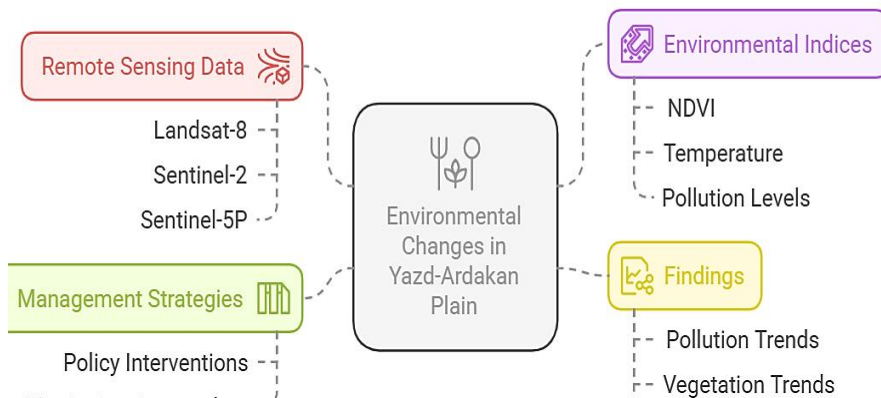 Remote Sensing Data
Landsat-8
Sentinel-2
Sentinel-5P
Management Strategies
Policy Interventions
Environmental
Changes in
Yazd-Ardakan
Plain
Environmental Indices
NDVI
Temperature
Pollution Levels
Findings
Pollution Trends
Vegetation Trends